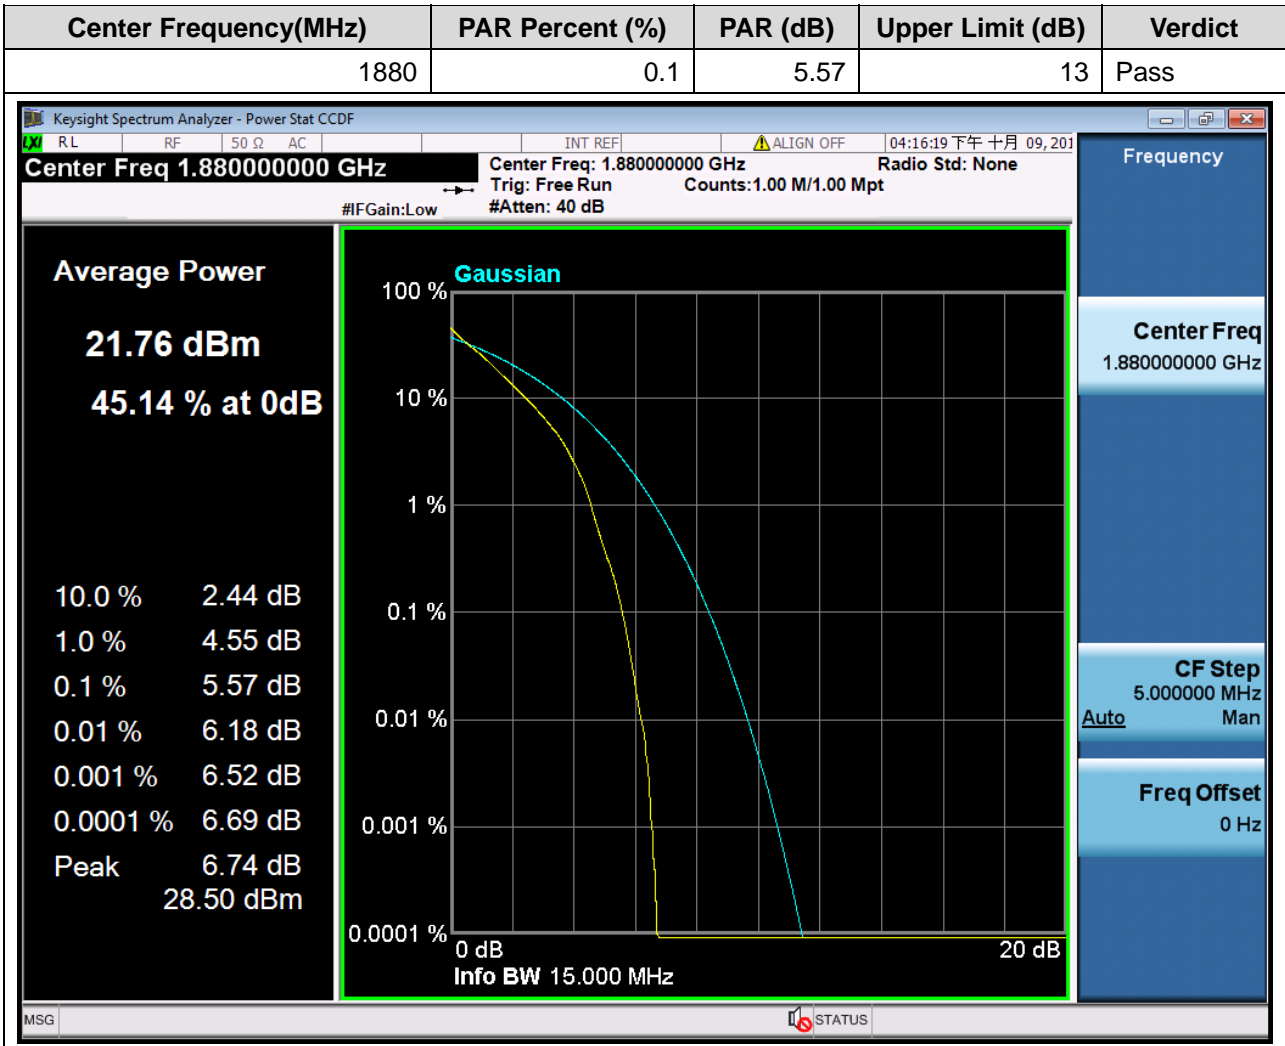 Center Frequency(MHz) PAR Percent (%) PAR (dB) Upper Limit (dB) Verdict
1880 0.1 5.57 13 Pass
Keysight Spectrum Analyzer - Power Stat CCDF
LXI RL RF 50 Ω AC INT REF ALIGN OFF 04:16:19 下午 十月 09, 201
Center Freq 1.880000000 GHz
Center Freq: 1.880000000 GHz Radio Std: None
Trig: Free Run Counts:1.00 M/1.00 Mpt
#IFGain:Low #Atten: 40 dB
Average Power
21.76 dBm
45.14 % at 0dB
10.0 % 2.44 dB
1.0 % 4.55 dB
0.1 % 5.57 dB
0.01 % 6.18 dB
0.001 % 6.52 dB
0.0001 % 6.69 dB
Peak 6.74 dB
28.50 dBm
Gaussian
100 %
10 %
1 %
0.1 %
0.01 %
0.001 %
0.0001 %
0 dB 20 dB
Info BW 15.000 MHz
Frequency
Center Freq
1.880000000 GHz
CF Step
5.000000 MHz
Auto Man
Freq Offset
0 Hz
MSG STATUS